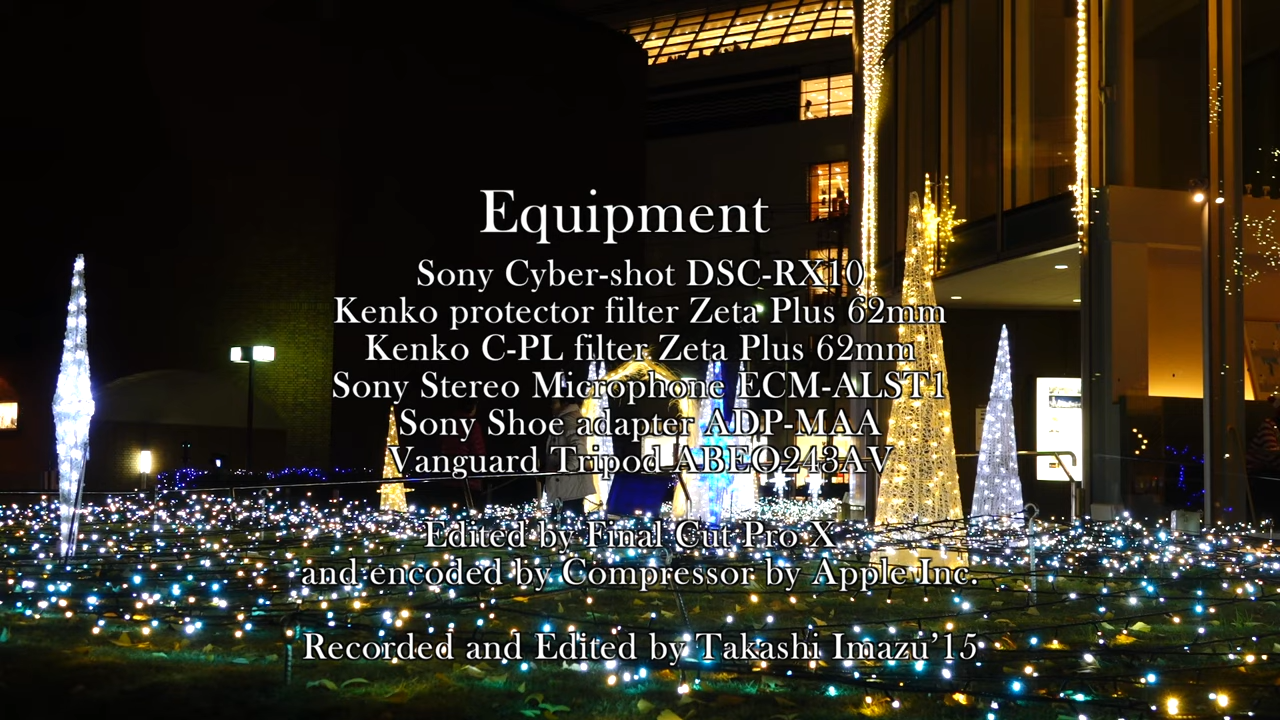 Equipment
Sony Cyber-shot DSC-RX10
Kenko protector filter Zeta Plus 62mm
Kenko C-PL filter Zeta Plus 62mm
Sony Stereo Microphone ECM-ALST1
Sony Shoe adapter ADP-MAA
Vanguard Tripod ABEO243AV
Edited by Final Cut Pro X
and encoded by Compressor by Apple Inc.
Recorded and Edited by Takashi Imazu'15